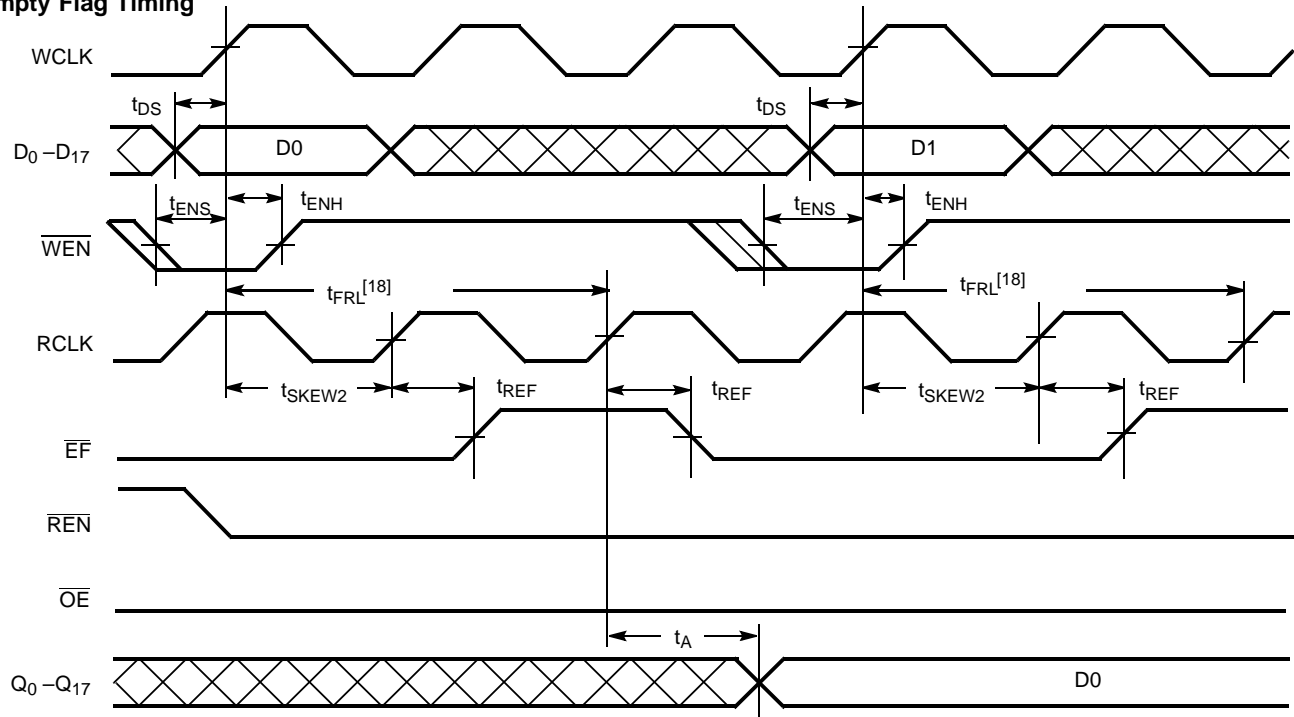 mpty Flag Timing
WCLK
tDS tDS
D0 –D17 D0 D1
tENS tENH tENS tENH
WEN
tFRL[18] tFRL[18]
RCLK
tSKEW2 tREF tREF tSKEW2 tREF
EF
REN
OE
tA
Q0 –Q17 D0